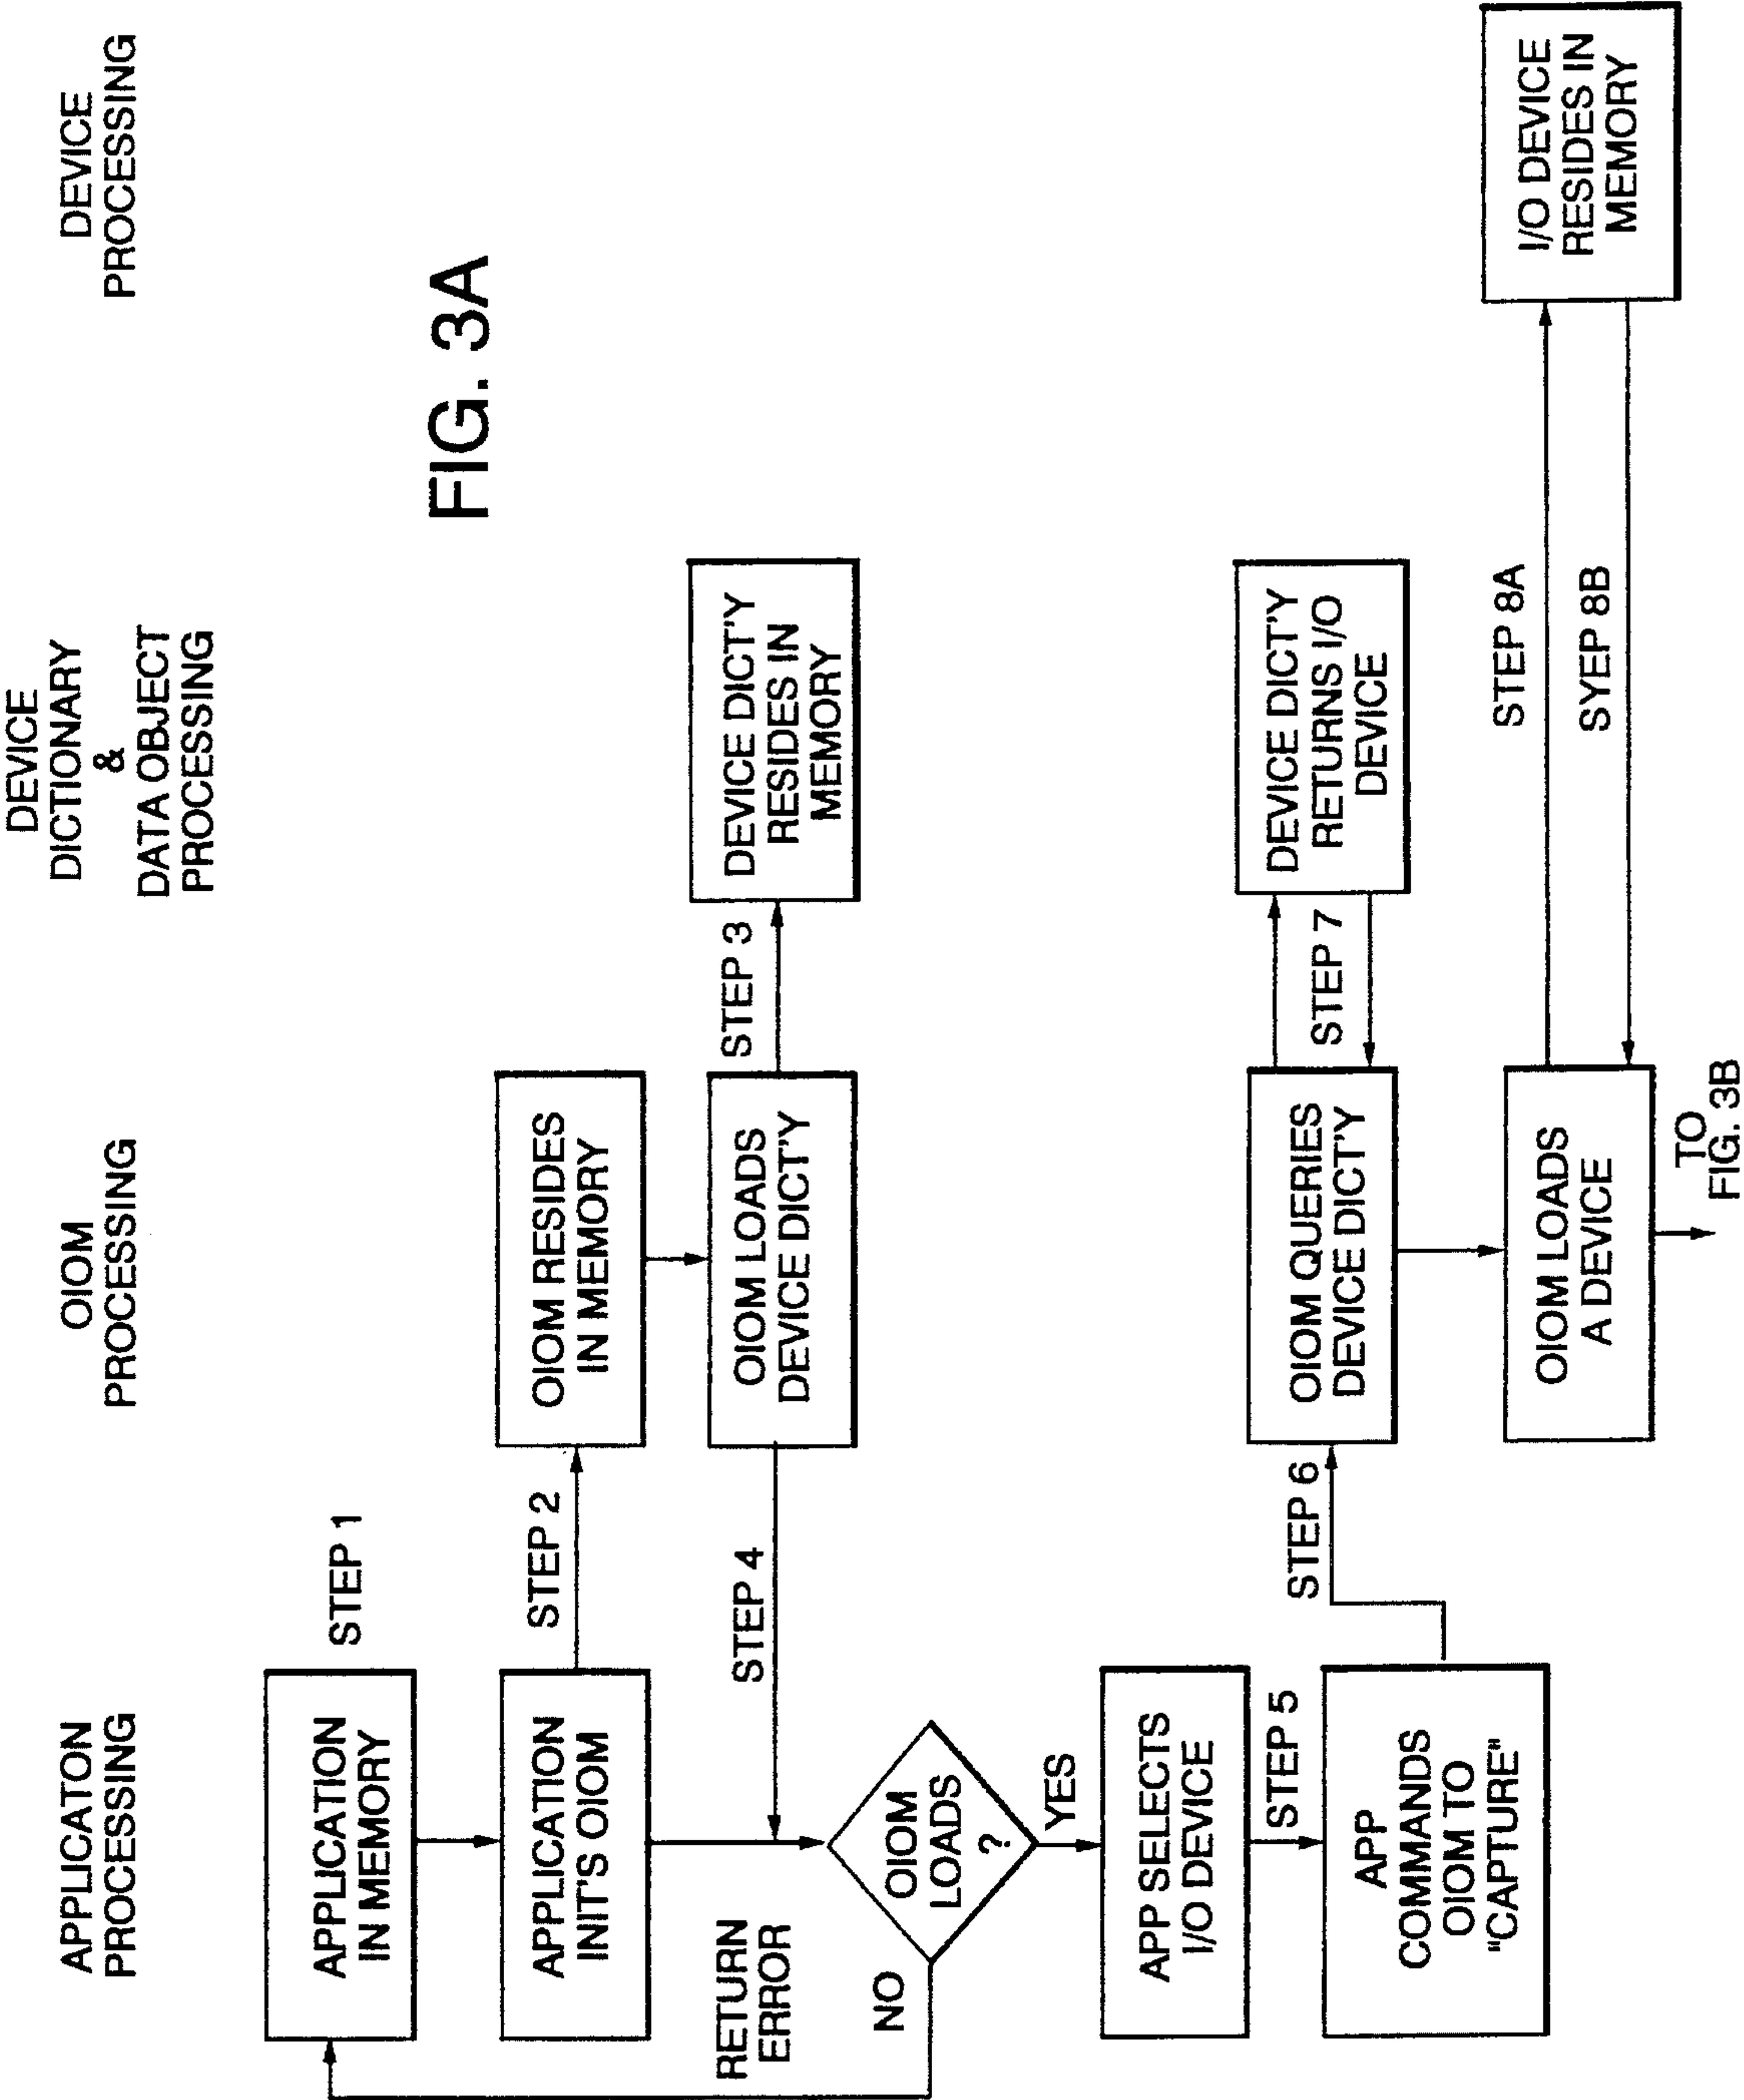 APPLICATON
PROCESSING
OIOM
PROCESSING
DEVICE
DICTIONARY
&
DATA OBJECT
PROCESSING
DEVICE
PROCESSING
FIG. 3A
APPLICATION
IN MEMORY
STEP 1
APPLICATION
INIT'S OIOM
STEP 2
OIOM RESIDES
IN MEMORY
OIOM LOADS
DEVICE DICT'Y
STEP 3
DEVICE DICT'Y
RESIDES IN
MEMORY
STEP 4
RETURN
ERROR
NO
OIOM
LOADS
?
YES
APP SELECTS
I/O DEVICE
STEP 5
APP
COMMANDS
OIOM TO
"CAPTURE"
STEP 6
OIOM QUERIES
DEVICE DICT'Y
STEP 7
DEVICE DICT'Y
RETURNS I/O
DEVICE
OIOM LOADS
A DEVICE
STEP 8A
SYEP 8B
I/O DEVICE
RESIDES IN
MEMORY
TO
FIG. 3B